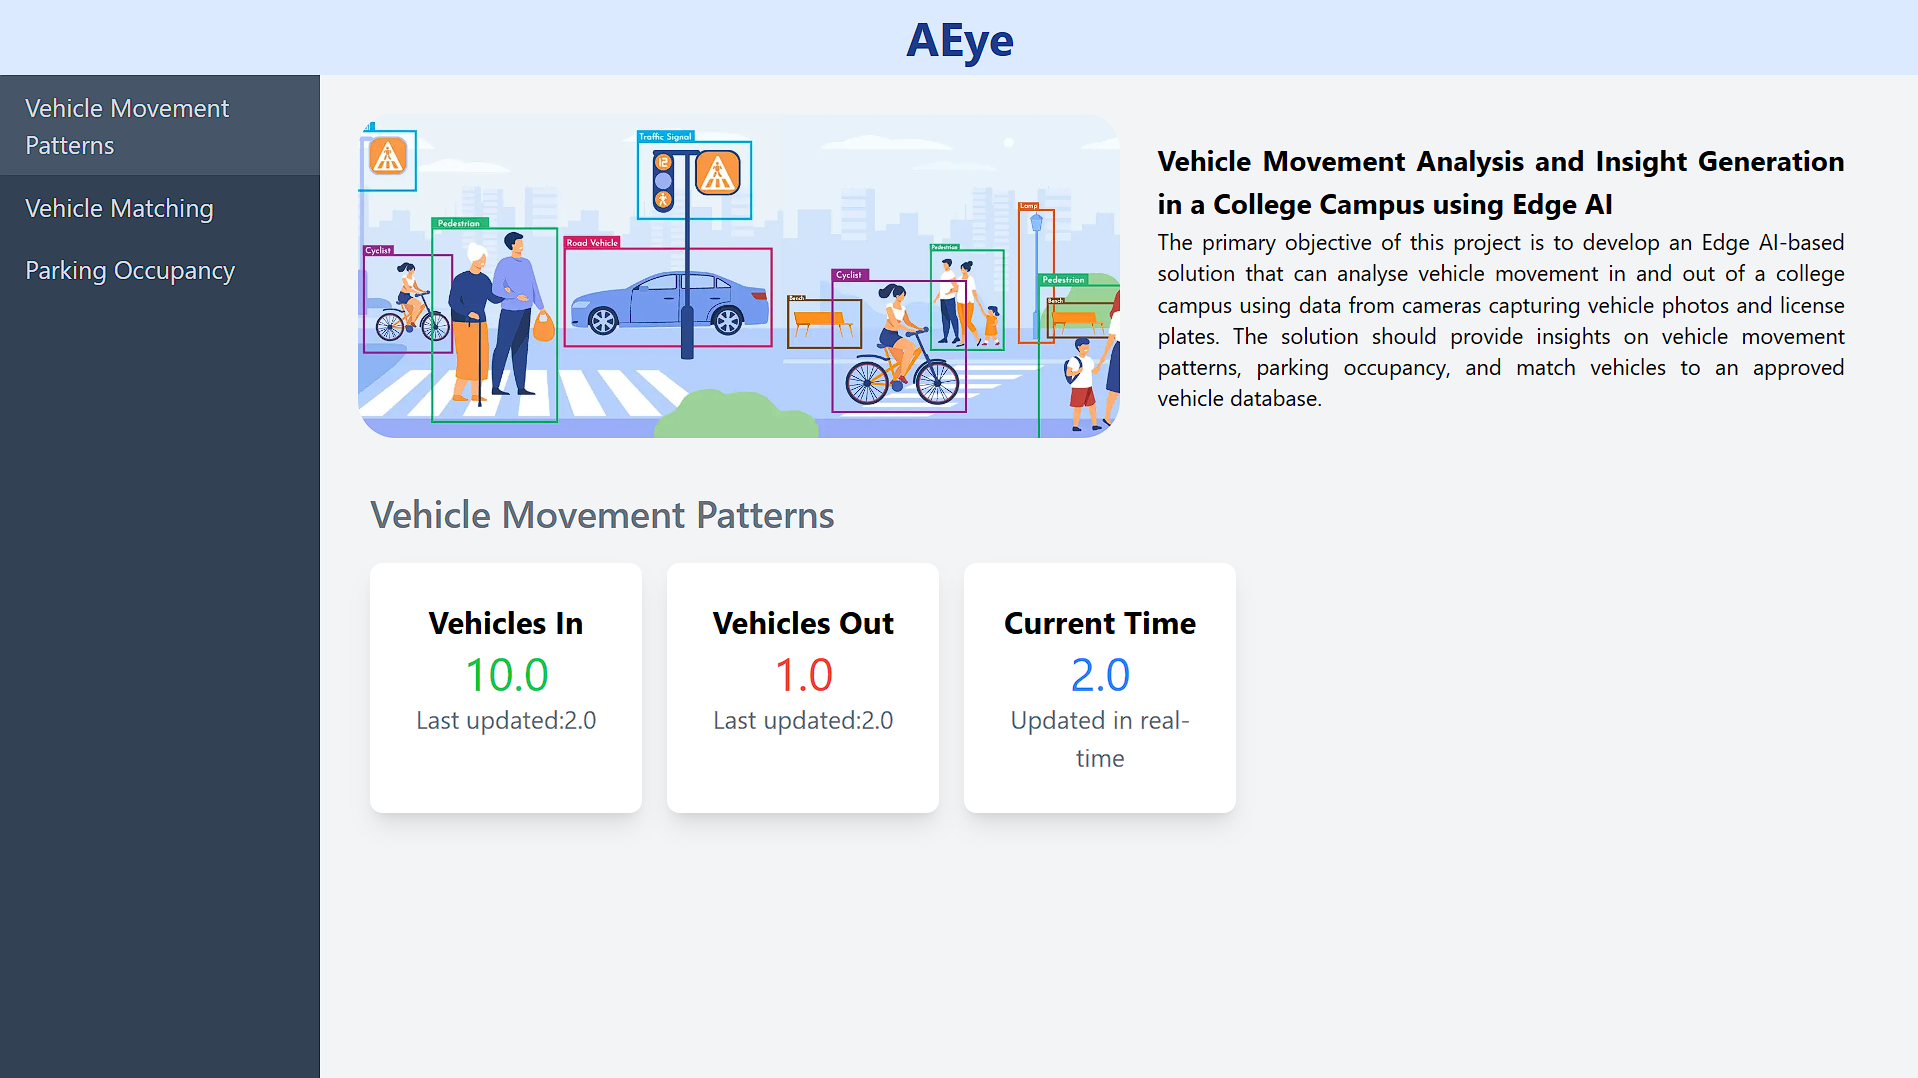 AEye
Vehicle Movement
Patterns
Vehicle Matching
Parking Occupancy
Traffic Signal
12
Pedestrian
Cyclist
Road Vehicle
Lamp
Pedestrian
Cyclist
Pedestrian
Bench
Bench
Vehicle Movement Analysis and Insight Generation
in a College Campus using Edge AI
The primary objective of this project is to develop an Edge AI-based
solution that can analyse vehicle movement in and out of a college
campus using data from cameras capturing vehicle photos and license
plates. The solution should provide insights on vehicle movement
patterns, parking occupancy, and match vehicles to an approved
vehicle database.
Vehicle Movement Patterns
Vehicles In
10.0
Last updated:2.0
Vehicles Out
1.0
Last updated:2.0
Current Time
2.0
Updated in real-
time